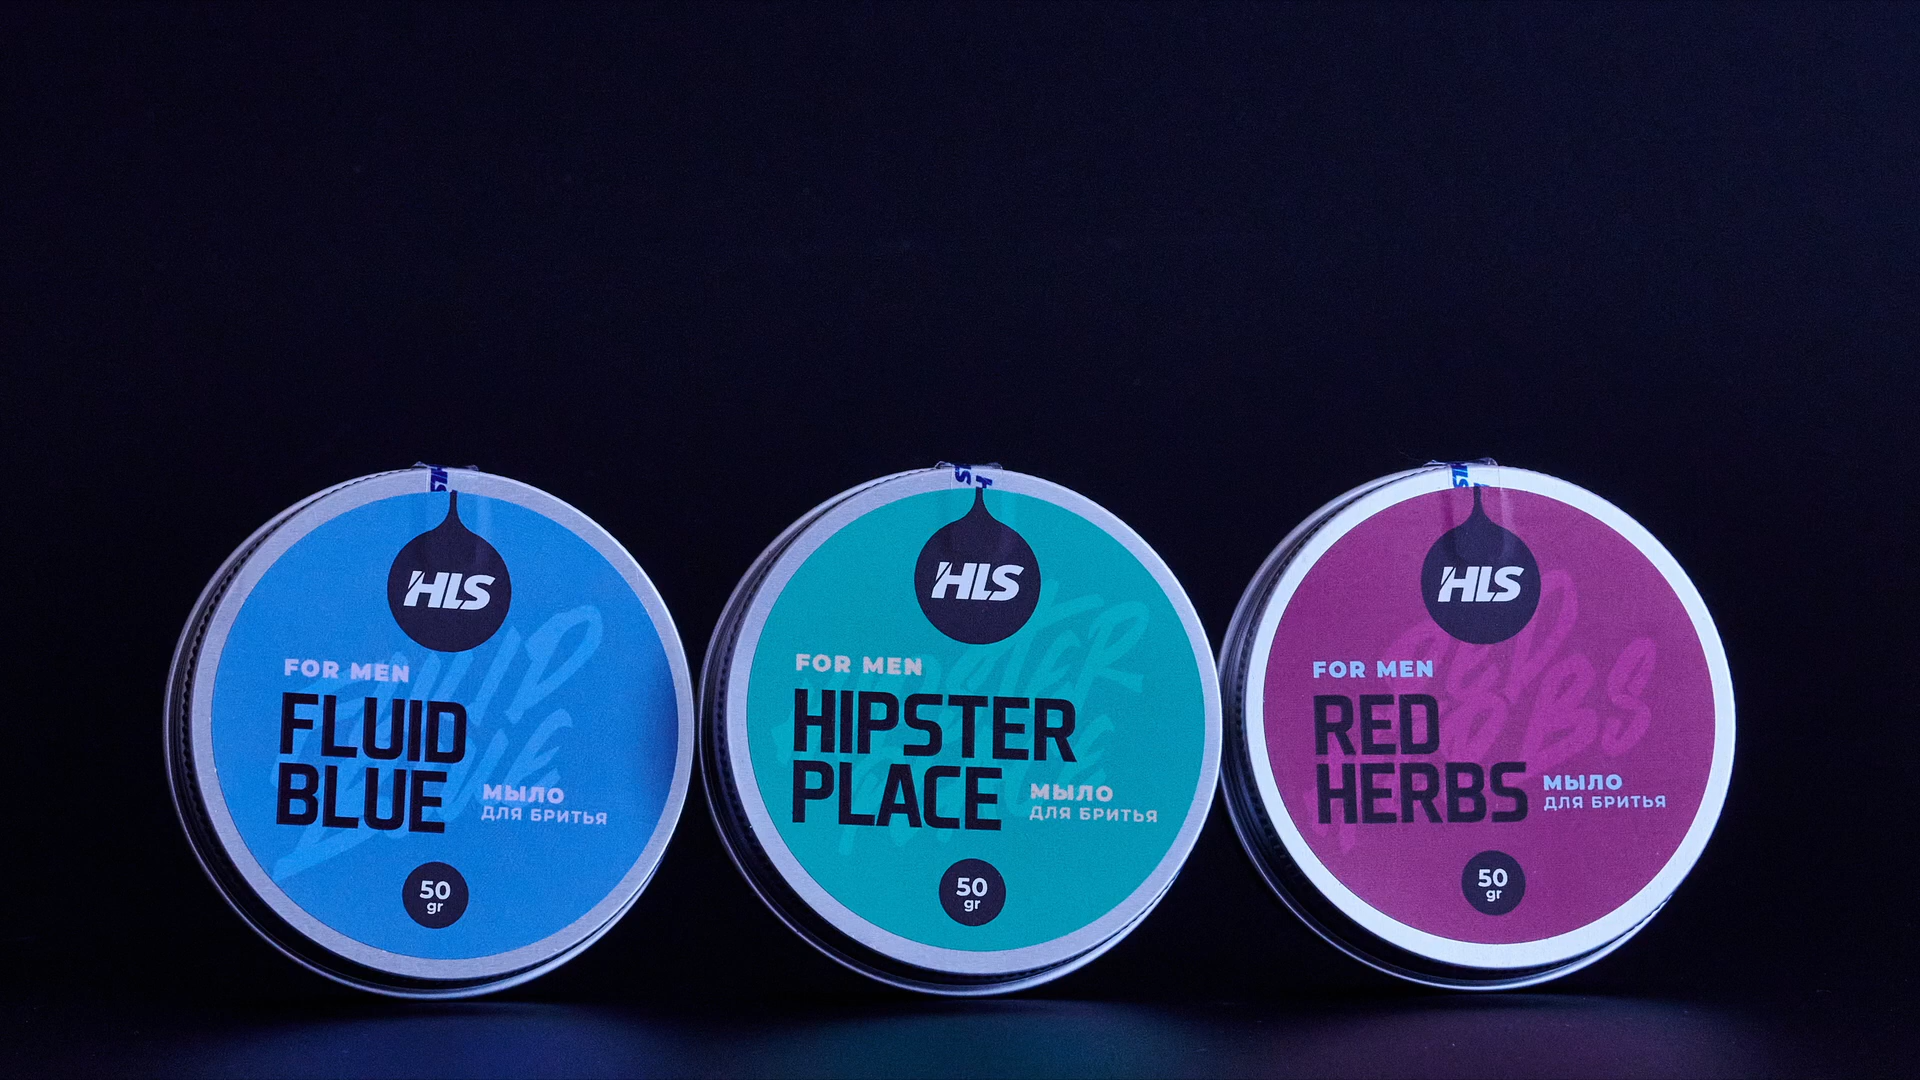 HLS
FOR MEN
FLUID
BLUE
МЫЛО
ДЛЯ БРИТЬЯ
50
gr
HLS
FOR MEN
HIPSTER
PLACE
МЫЛО
ДЛЯ БРИТЬЯ
50
gr
HLS
FOR MEN
RED
HERBS
МЫЛО
ДЛЯ БРИТЬЯ
50
gr